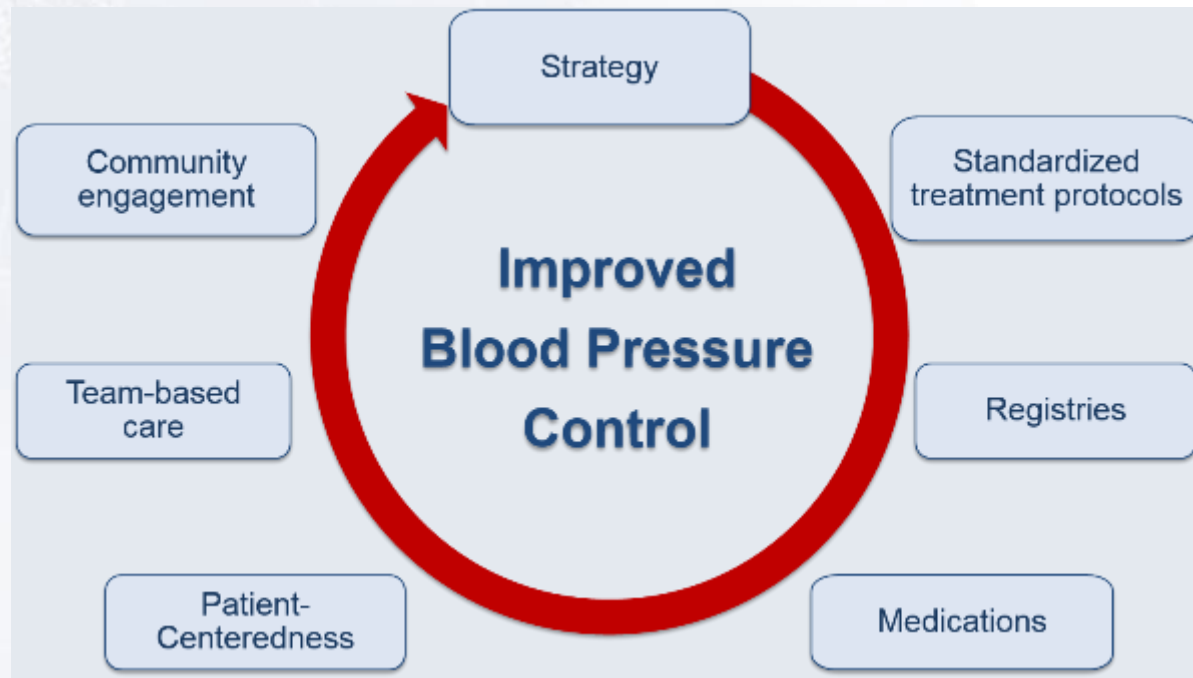 Strategy
Standardized
treatment protocols
Registries
Medications
Patient-
Centeredness
Team-based
care
Community
engagement
Improved
Blood Pressure
Control